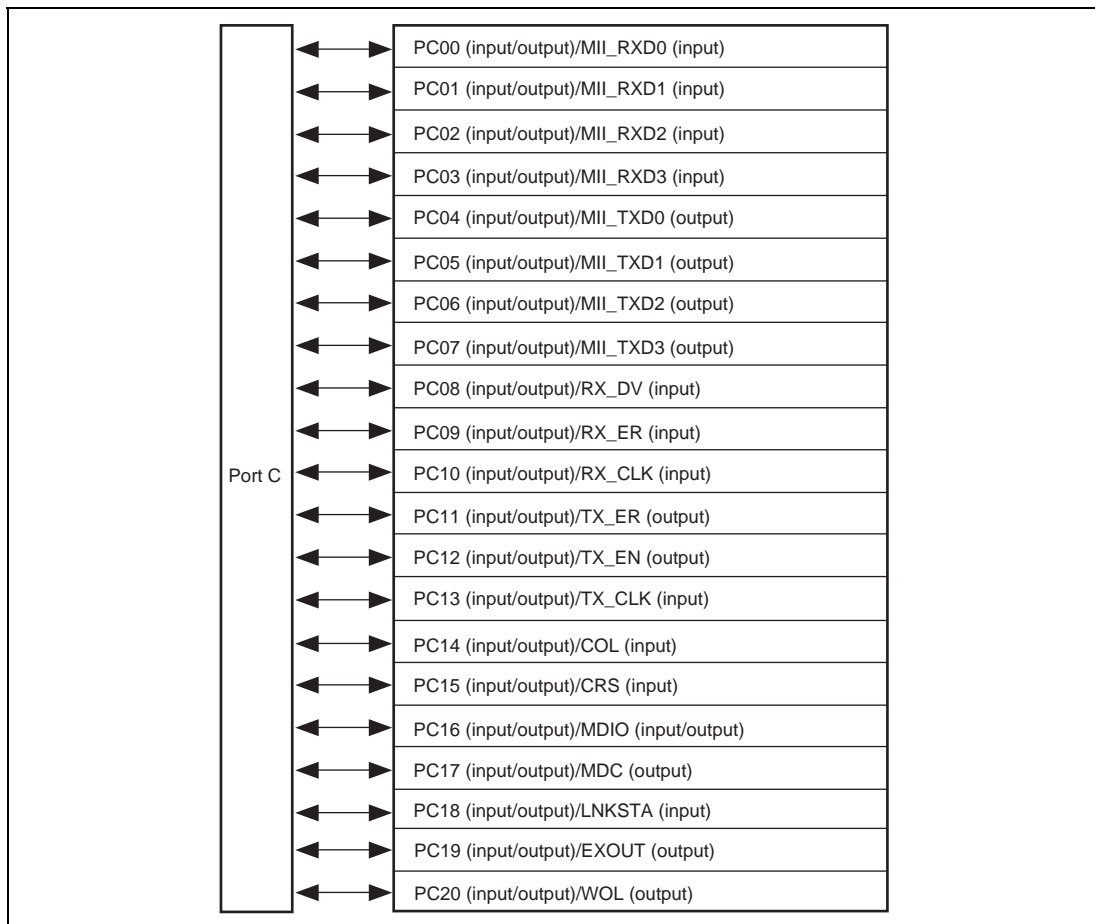 PC00 (input/output)/MII_RXD0 (input)
PC01 (input/output)/MII_RXD1 (input)
PC02 (input/output)/MII_RXD2 (input)
PC03 (input/output)/MII_RXD3 (input)
PC04 (input/output)/MII_TXD0 (output)
PC05 (input/output)/MII_TXD1 (output)
PC06 (input/output)/MII_TXD2 (output)
PC07 (input/output)/MII_TXD3 (output)
PC08 (input/output)/RX_DV (input)
PC09 (input/output)/RX_ER (input)
Port C
PC10 (input/output)/RX_CLK (input)
PC11 (input/output)/TX_ER (output)
PC12 (input/output)/TX_EN (output)
PC13 (input/output)/TX_CLK (input)
PC14 (input/output)/COL (input)
PC15 (input/output)/CRS (input)
PC16 (input/output)/MDIO (input/output)
PC17 (input/output)/MDC (output)
PC18 (input/output)/LNKSTA (input)
PC19 (input/output)/EXOUT (output)
PC20 (input/output)/WOL (output)